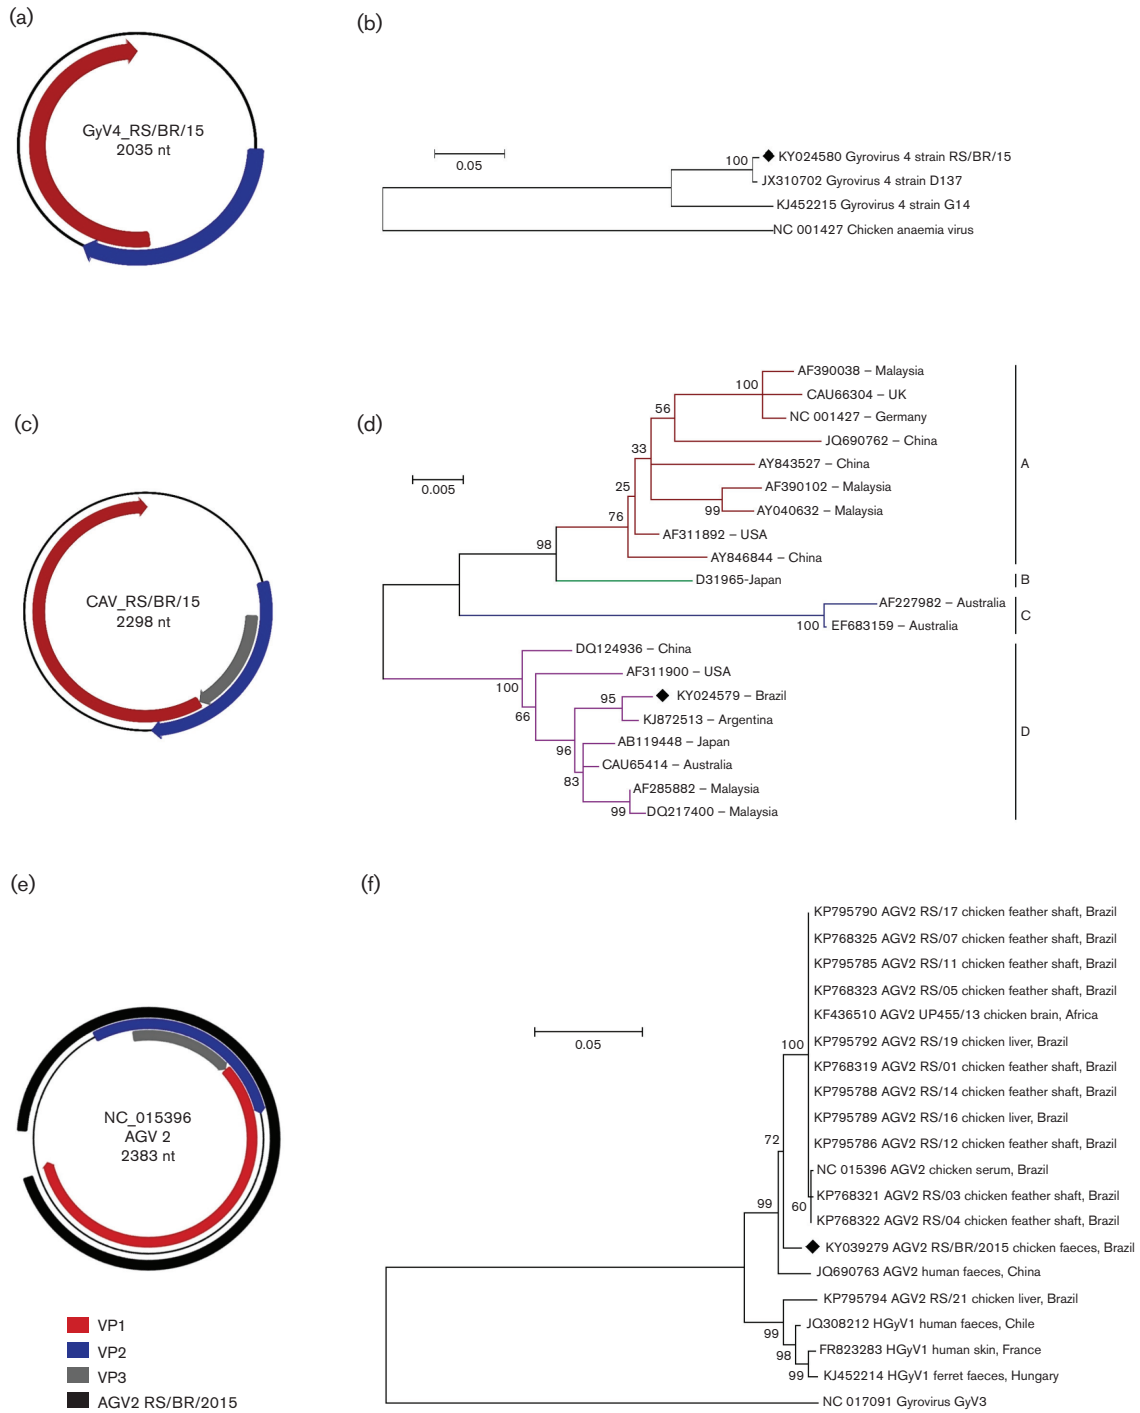 (a)
GyV4_RS/BR/15
2035 nt
(b)
0.05
100
KY024580 Gyrovirus 4 strain RS/BR/15
JX310702 Gyrovirus 4 strain D137
KJ452215 Gyrovirus 4 strain G14
NC 001427 Chicken anaemia virus
(c)
CAV_RS/BR/15
2298 nt
(d)
0.005
AF390038 – Malaysia
100
CAU66304 – UK
56
NC 001427 – Germany
JQ690762 – China
33
AY843527 – China
A
25
AF390102 – Malaysia
99
AY040632 – Malaysia
76
AF311892 – USA
98
AY846844 – China
D31965-Japan
B
AF227982 – Australia
C
100
EF683159 – Australia
DQ124936 – China
100
AF311900 – USA
66
95
KY024579 – Brazil
KJ872513 – Argentina
D
96
AB119448 – Japan
CAU65414 – Australia
83
AF285882 – Malaysia
99
DQ217400 – Malaysia
(e)
NC_015396
AGV 2
2383 nt
VP1
VP2
VP3
AGV2 RS/BR/2015
(f)
0.05
KP795790 AGV2 RS/17 chicken feather shaft, Brazil
KP768325 AGV2 RS/07 chicken feather shaft, Brazil
KP795785 AGV2 RS/11 chicken feather shaft, Brazil
KP768323 AGV2 RS/05 chicken feather shaft, Brazil
KF436510 AGV2 UP455/13 chicken brain, Africa
100
KP795792 AGV2 RS/19 chicken liver, Brazil
KP768319 AGV2 RS/01 chicken feather shaft, Brazil
KP795788 AGV2 RS/14 chicken feather shaft, Brazil
KP795789 AGV2 RS/16 chicken liver, Brazil
72
KP795786 AGV2 RS/12 chicken feather shaft, Brazil
NC 015396 AGV2 chicken serum, Brazil
99
60
KP768321 AGV2 RS/03 chicken feather shaft, Brazil
KP768322 AGV2 RS/04 chicken feather shaft, Brazil
KY039279 AGV2 RS/BR/2015 chicken faeces, Brazil
JQ690763 AGV2 human faeces, China
KP795794 AGV2 RS/21 chicken liver, Brazil
99
JQ308212 HGyV1 human faeces, Chile
98
FR823283 HGyV1 human skin, France
99
KJ452214 HGyV1 ferret faeces, Hungary
NC 017091 Gyrovirus GyV3